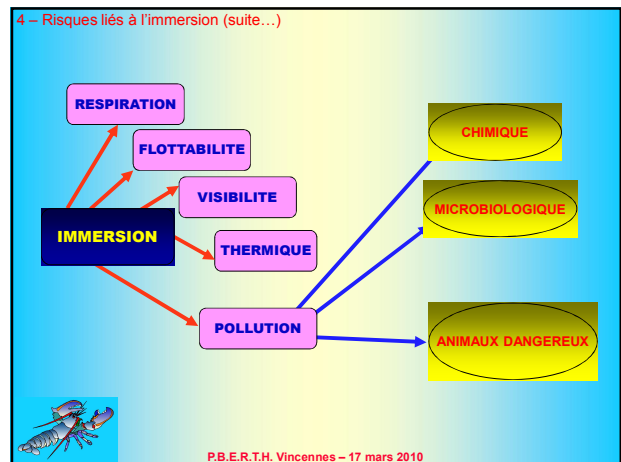 4 – Risques liés à l'immersion (suite…)
RESPIRATION
FLOTTABILITE
VISIBILITE
IMMERSION
THERMIQUE
POLLUTION
CHIMIQUE
MICROBIOLOGIQUE
ANIMAUX DANGEREUX
P.B.E.R.T.H. Vincennes – 17 mars 2010